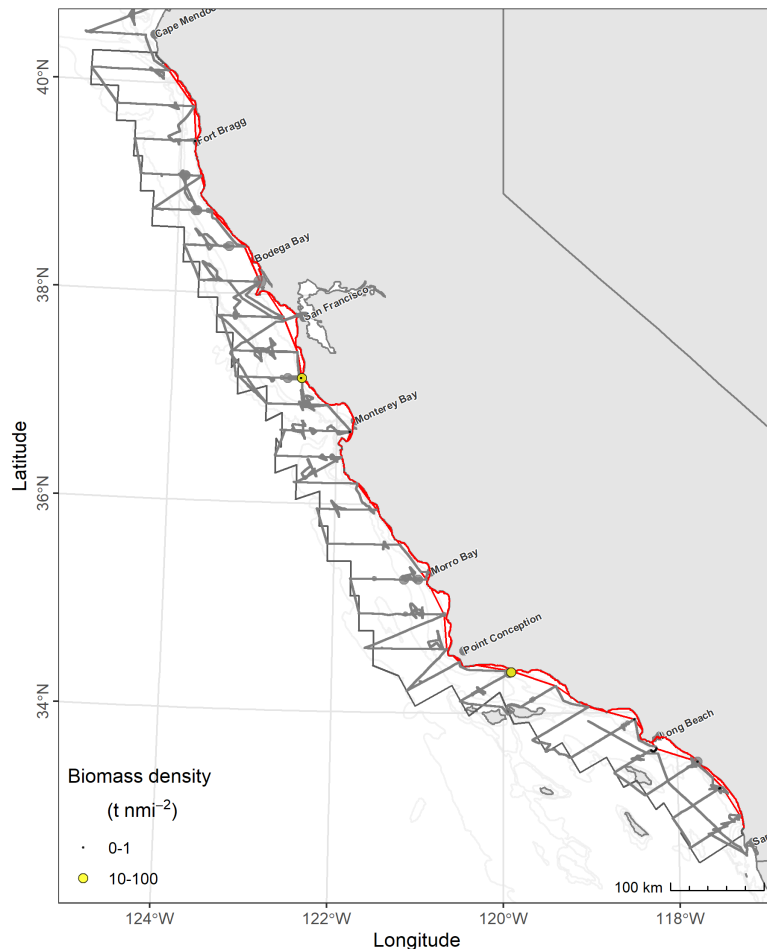 Cape Mendoc
40°N
Fort Bragg
Bodega Bay
38°N
San Francisco
Monterey Bay
Latitude
36°N
Morro Bay
Point Conception
34°N
Long Beach
Biomass density
(t nmi⁻²)
0-1
San
10-100
100 km
124°W 122°W 120°W 118°W
Longitude